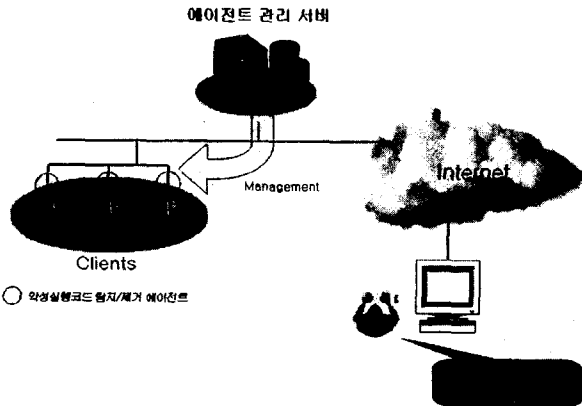 에이전트 관리 서버
Internet
Management
Clients
악성실행코드 탐지/제거 에이전트